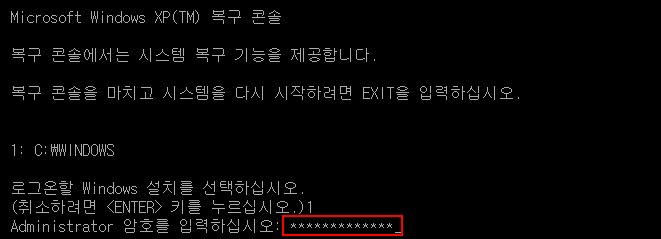 Microsoft Windows XP(TM) 복구 콘솔
복구 콘솔에서는 시스템 복구 기능을 제공합니다.
복구 콘솔을 마치고 시스템을 다시 시작하려면 EXIT을 입력하십시오.
1: C:₩WINDOWS
로그온할 Windows 설치를 선택하십시오.
(취소하려면 <ENTER> 키를 누르십시오.)1
Administrator 암호를 입력하십시오: *************_